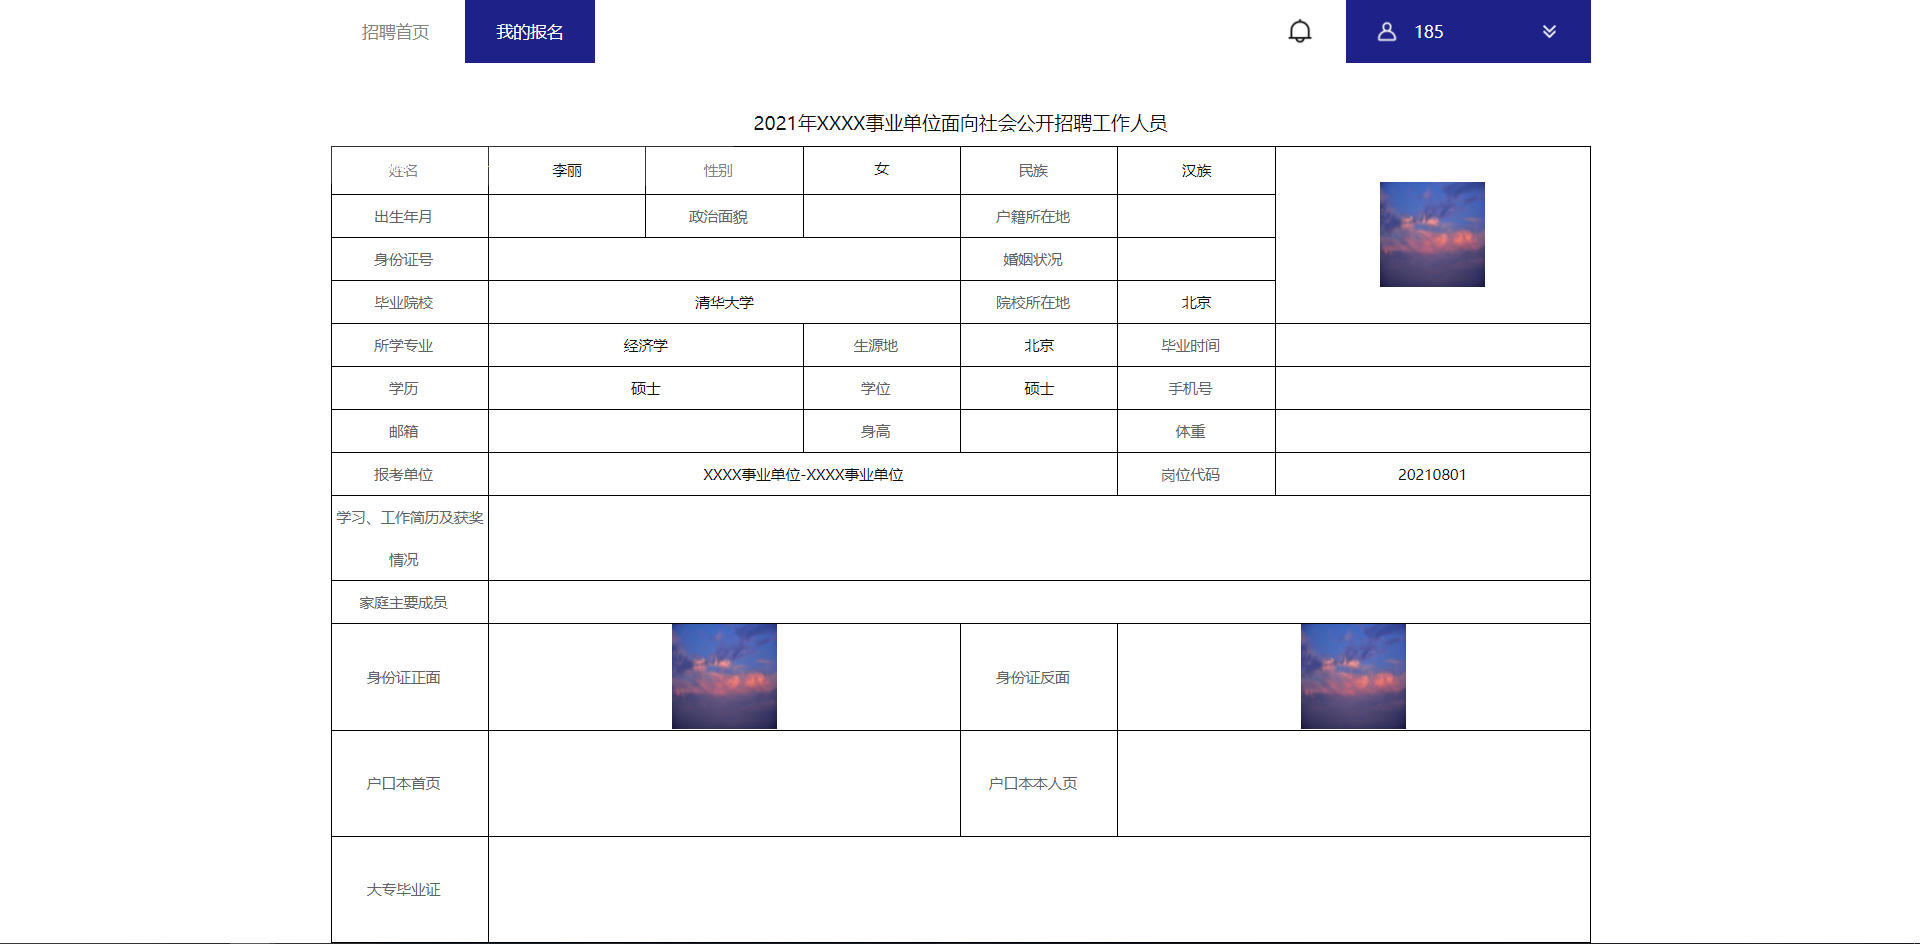 招聘首页 我的报名 185
2021年XXXX事业单位面向社会公开招聘工作人员
姓名 李丽 性别 女 民族 汉族
出生年月 政治面貌 户籍所在地
身份证号 婚姻状况
毕业院校 清华大学 院校所在地 北京
所学专业 经济学 生源地 北京 毕业时间
学历 硕士 学位 硕士 手机号
邮箱 身高 体重
报考单位 XXXX事业单位-XXXX事业单位 岗位代码 20210801
学习、工作简历及获奖
情况
家庭主要成员
身份证正面 身份证反面
户口本首页 户口本本人页
大专毕业证